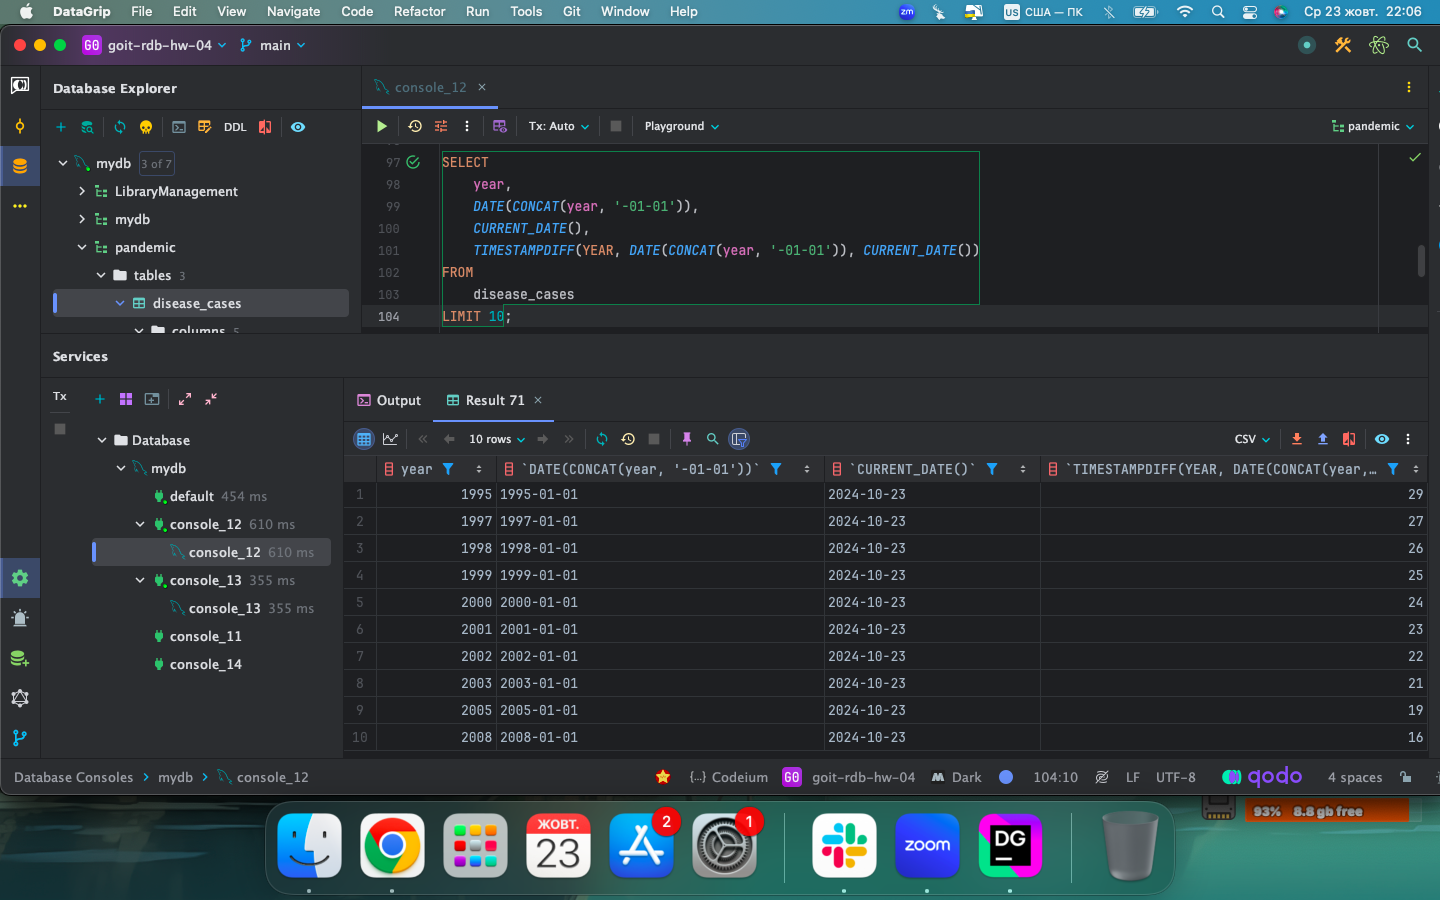 DataGrip File Edit View Navigate Code Refactor Run Tools Git Window Help zm US США — ПК Ср 23 жовт. 22:06
GO goit-rdb-hw-04 main
Database Explorer
console_12
DDL
Tx: Auto Playground pandemic
mydb 3 of 7
LibraryManagement
mydb
pandemic
tables 3
disease_cases
columns 5
97 SELECT
98 year,
99 DATE(CONCAT(year, '-01-01')),
100 CURRENT_DATE(),
101 TIMESTAMPDIFF(YEAR, DATE(CONCAT(year, '-01-01')), CURRENT_DATE())
102 FROM
103 disease_cases
104 LIMIT 10;
Services
Tx
Database
mydb
default 454 ms
console_12 610 ms
console_12 610 ms
console_13 355 ms
console_13 355 ms
console_11
console_14
Output Result 71
10 rows CSV
year `DATE(CONCAT(year, '-01-01'))` `CURRENT_DATE()` `TIMESTAMPDIFF(YEAR, DATE(CONCAT(year,…
1 1995 1995-01-01 2024-10-23 29
2 1997 1997-01-01 2024-10-23 27
3 1998 1998-01-01 2024-10-23 26
4 1999 1999-01-01 2024-10-23 25
5 2000 2000-01-01 2024-10-23 24
6 2001 2001-01-01 2024-10-23 23
7 2002 2002-01-01 2024-10-23 22
8 2003 2003-01-01 2024-10-23 21
9 2005 2005-01-01 2024-10-23 19
10 2008 2008-01-01 2024-10-23 16
Database Consoles mydb console_12 {...} Codeium GO goit-rdb-hw-04 Dark 104:10 LF UTF-8 qodo 4 spaces
93% 8.8 gb free
ЖОВТ.
23
2
1
zoom
DG